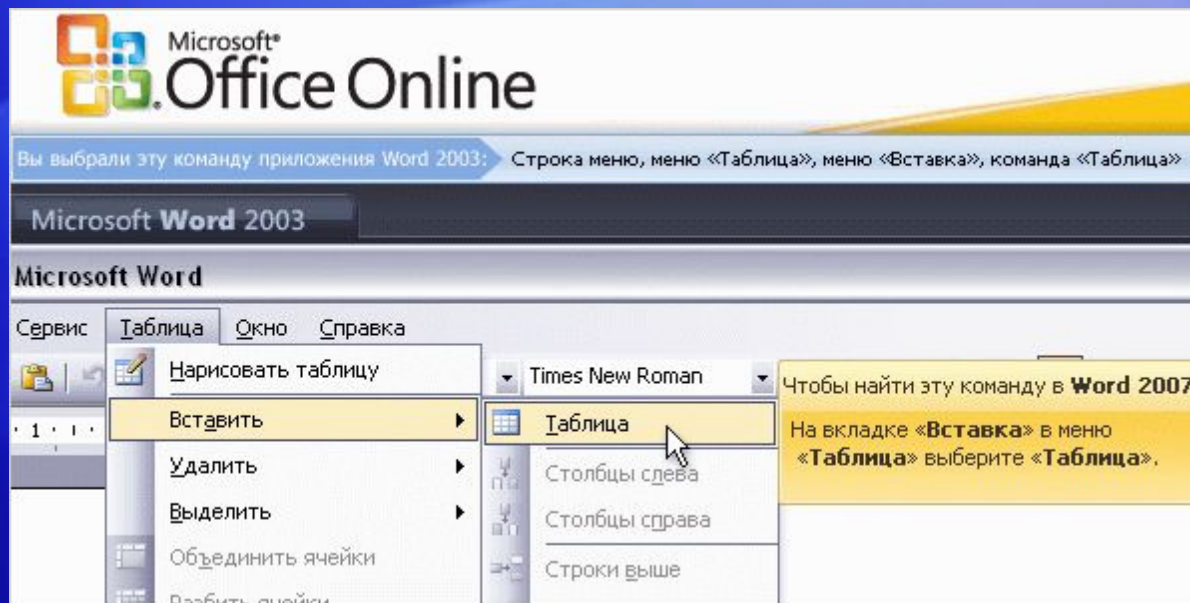 Microsoft®
Office Online
Вы выбрали эту команду приложения Word 2003: Строка меню, меню «Таблица», меню «Вставка», команда «Таблица»
Microsoft Word 2003
Microsoft Word
Сервис Таблица Окно Справка
Нарисовать таблицу
Times New Roman
Чтобы найти эту команду в Word 2007
· 1 ·
Вставить
Таблица
На вкладке «Вставка» в меню
«Таблица» выберите «Таблица».
Удалить
Столбцы слева
Выделить
Столбцы справа
Объединить ячейки
Строки выше
Разбить ячейки